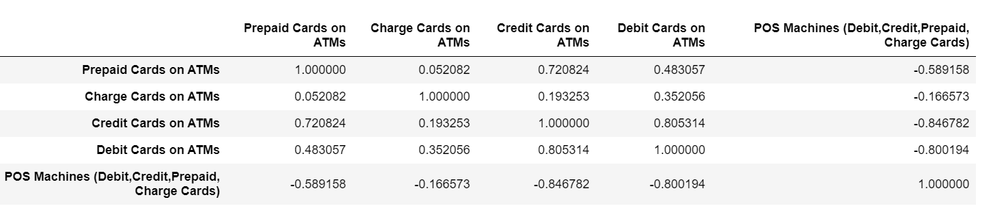 Prepaid Cards on ATMs Charge Cards on ATMs Credit Cards on ATMs Debit Cards on ATMs POS Machines (Debit,Credit,Prepaid, Charge Cards)
Prepaid Cards on ATMs 1.000000 0.052082 0.720824 0.483057 -0.589158
Charge Cards on ATMs 0.052082 1.000000 0.193253 0.352056 -0.166573
Credit Cards on ATMs 0.720824 0.193253 1.000000 0.805314 -0.846782
Debit Cards on ATMs 0.483057 0.352056 0.805314 1.000000 -0.800194
POS Machines (Debit,Credit,Prepaid, Charge Cards) -0.589158 -0.166573 -0.846782 -0.800194 1.000000